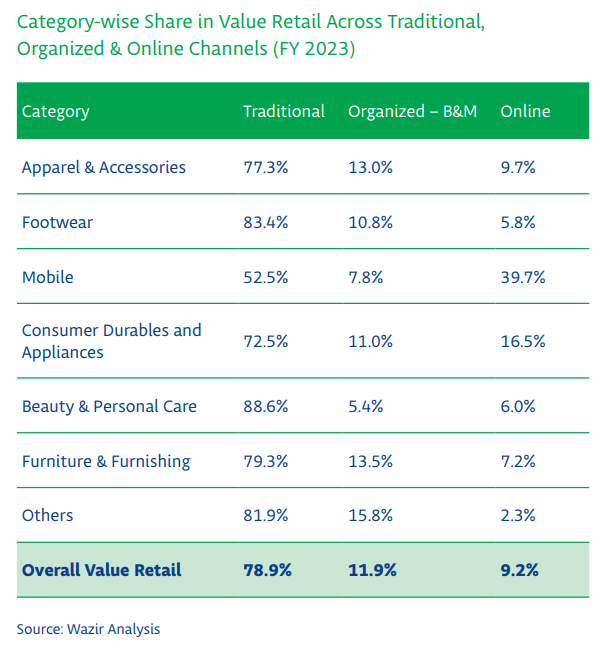 Category-wise Share in Value Retail Across Traditional,
Organized & Online Channels (FY 2023)
Category Traditional Organized – B&M Online
Apparel & Accessories 77.3% 13.0% 9.7%
Footwear 83.4% 10.8% 5.8%
Mobile 52.5% 7.8% 39.7%
Consumer Durables and
Appliances 72.5% 11.0% 16.5%
Beauty & Personal Care 88.6% 5.4% 6.0%
Furniture & Furnishing 79.3% 13.5% 7.2%
Others 81.9% 15.8% 2.3%
Overall Value Retail 78.9% 11.9% 9.2%
Source: Wazir Analysis